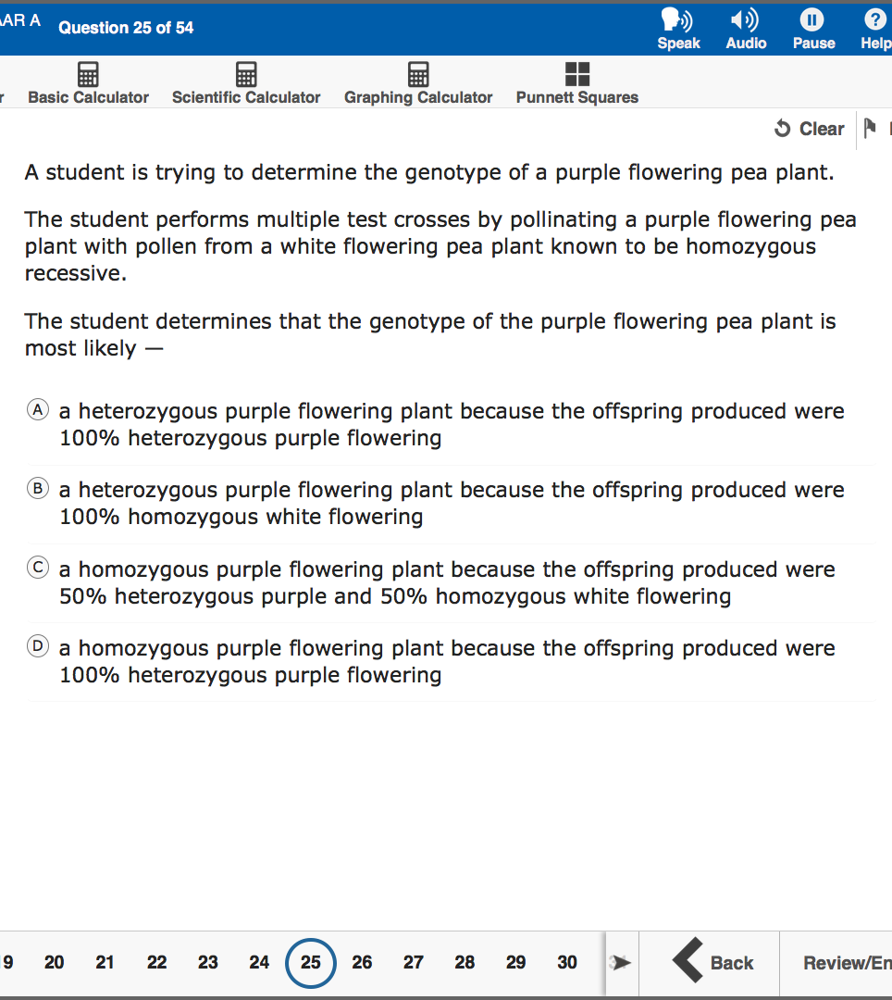 AR A Question 25 of 54
Speak Audio Pause Help
Basic Calculator Scientific Calculator Graphing Calculator Punnett Squares
Clear
A student is trying to determine the genotype of a purple flowering pea plant.
The student performs multiple test crosses by pollinating a purple flowering pea
plant with pollen from a white flowering pea plant known to be homozygous
recessive.
The student determines that the genotype of the purple flowering pea plant is
most likely —
A a heterozygous purple flowering plant because the offspring produced were
100% heterozygous purple flowering
B a heterozygous purple flowering plant because the offspring produced were
100% homozygous white flowering
C a homozygous purple flowering plant because the offspring produced were
50% heterozygous purple and 50% homozygous white flowering
D a homozygous purple flowering plant because the offspring produced were
100% heterozygous purple flowering
9 20 21 22 23 24 25 26 27 28 29 30 Back Review/En